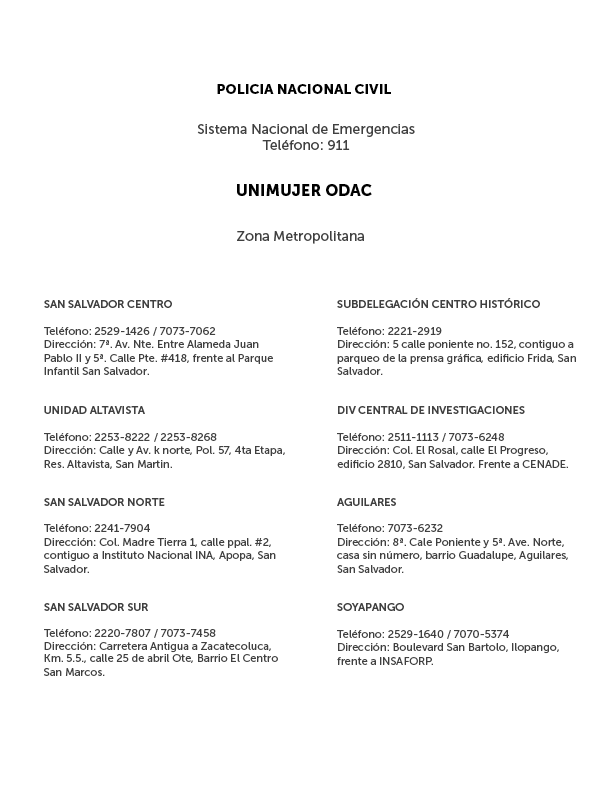 POLICIA NACIONAL CIVIL
Sistema Nacional de Emergencias
Teléfono: 911
UNIMUJER ODAC
Zona Metropolitana
SAN SALVADOR CENTRO
Teléfono: 2529-1426 / 7073-7062
Dirección: 7ª. Av. Nte. Entre Alameda Juan
Pablo II y 5ª. Calle Pte. #418, frente al Parque
Infantil San Salvador.
UNIDAD ALTAVISTA
Teléfono: 2253-8222 / 2253-8268
Dirección: Calle y Av. k norte, Pol. 57, 4ta Etapa,
Res. Altavista, San Martin.
SAN SALVADOR NORTE
Teléfono: 2241-7904
Dirección: Col. Madre Tierra 1, calle ppal. #2,
contiguo a Instituto Nacional INA, Apopa, San
Salvador.
SAN SALVADOR SUR
Teléfono: 2220-7807 / 7073-7458
Dirección: Carretera Antigua a Zacatecoluca,
Km. 5.5., calle 25 de abril Ote, Barrio El Centro
San Marcos.
SUBDELEGACIÓN CENTRO HISTÓRICO
Teléfono: 2221-2919
Dirección: 5 calle poniente no. 152, contiguo a
parqueo de la prensa gráfica, edificio Frida, San
Salvador.
DIV CENTRAL DE INVESTIGACIONES
Teléfono: 2511-1113 / 7073-6248
Dirección: Col. El Rosal, calle El Progreso,
edificio 2810, San Salvador. Frente a CENADE.
AGUILARES
Teléfono: 7073-6232
Dirección: 8ª. Cale Poniente y 5ª. Ave. Norte,
casa sin número, barrio Guadalupe, Aguilares,
San Salvador.
SOYAPANGO
Teléfono: 2529-1640 / 7070-5374
Dirección: Boulevard San Bartolo, Ilopango,
frente a INSAFORP.